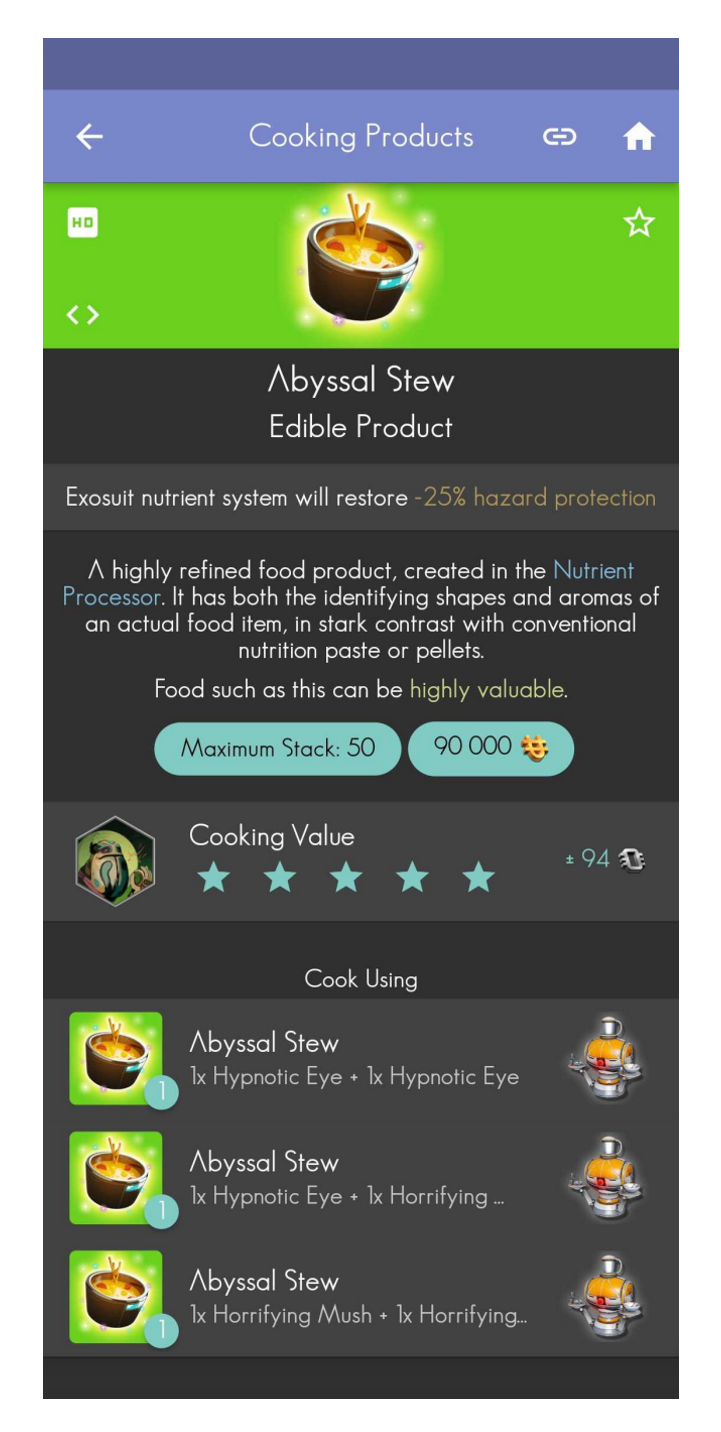 Cooking Products
HD
Abyssal Stew
Edible Product
Exosuit nutrient system will restore -25% hazard protection
A highly refined food product, created in the Nutrient
Processor. It has both the identifying shapes and aromas of
an actual food item, in stark contrast with conventional
nutrition paste or pellets.
Food such as this can be highly valuable.
Maximum Stack: 50
90 000
Cooking Value
± 94
Cook Using
Abyssal Stew
1x Hypnotic Eye + 1x Hypnotic Eye
1
Abyssal Stew
1x Hypnotic Eye + 1x Horrifying ...
1
Abyssal Stew
1x Horrifying Mush + 1x Horrifying...
1